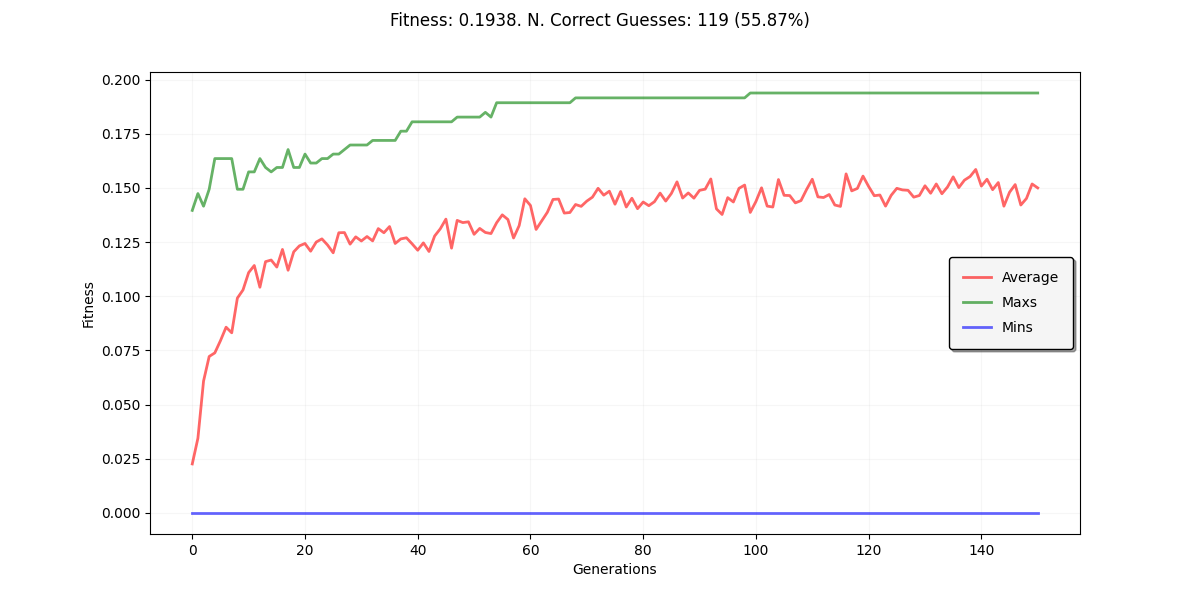 Fitness: 0.1938. N. Correct Guesses: 119 (55.87%)
0.200
0.175
0.150
0.125
0.100
0.075
0.050
0.025
0.000
Fitness
Average
Maxs
Mins
0 20 40 60 80 100 120 140
Generations